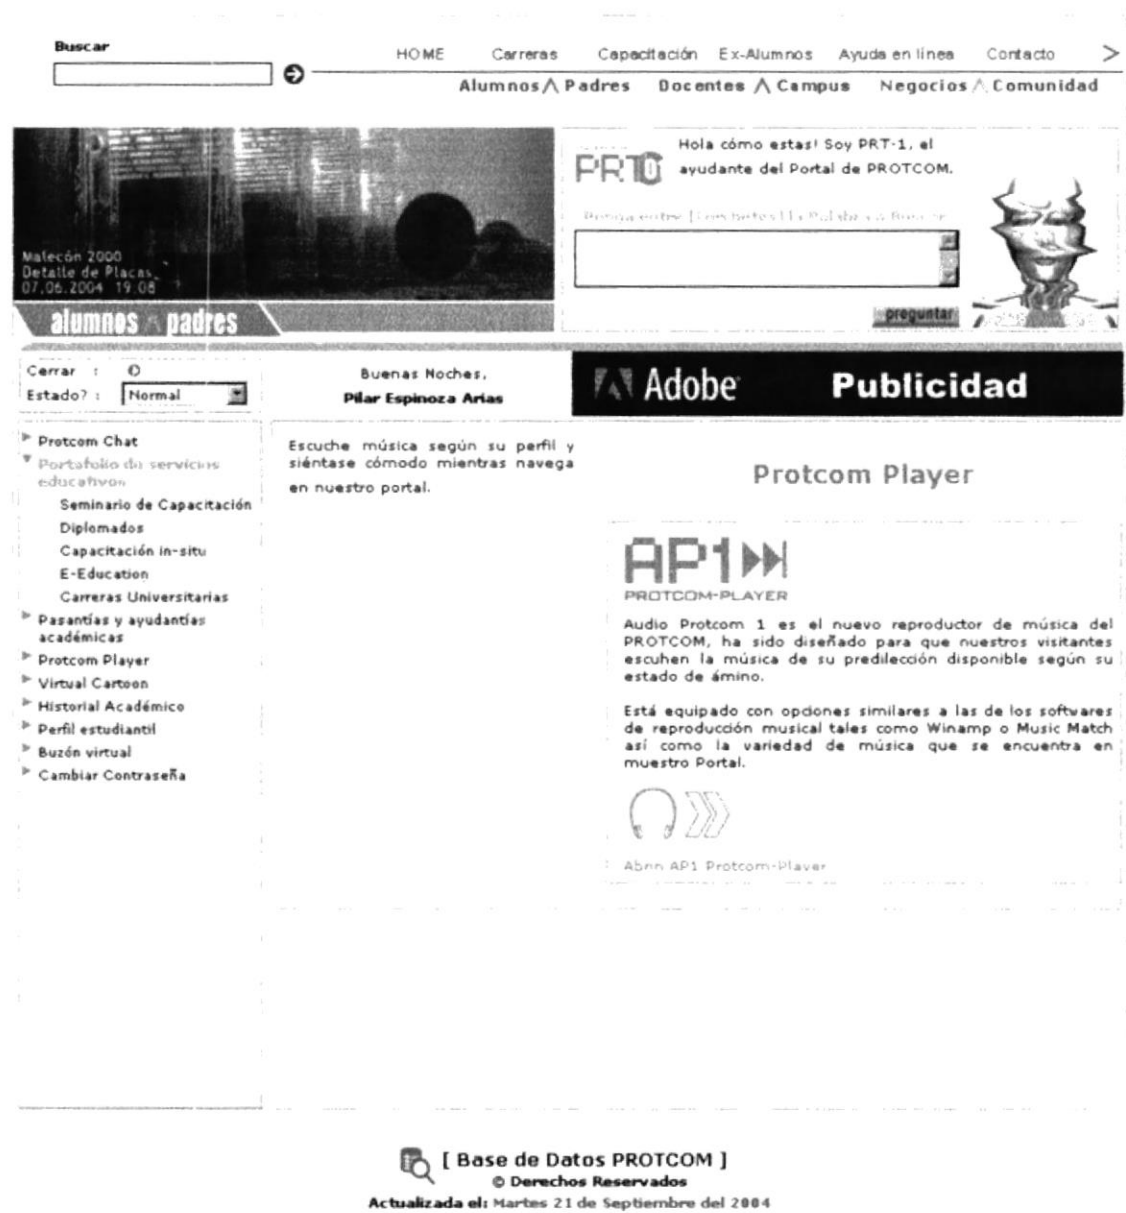 Buscar
HOME Carreras Capacitación Ex-Alumnos Ayuda en línea Contacto >
Alumnos Padres Docentes Campus Negocios Comunidad
Malecón 2000
Detalle de Placas
07.06.2004 19:08
alumnos padres
Hola cómo estas! Soy PRT-1, el
ayudante del Portal de PROTCOM.
preguntar
Cerrar :
Estado? : Normal
Buenas Noches,
Pilar Espinoza Arias
Adobe Publicidad
Protcom Chat
Portafolio de servicios
educativos
Seminario de Capacitación
Diplomados
Capacitación in-situ
E-Education
Carreras Universitarias
Pasantías y ayudantías
académicas
Protcom Player
Virtual Cartoon
Historial Académico
Perfil estudiantil
Buzón virtual
Cambiar Contraseña
Escuche música según su perfil y
siéntase cómodo mientras navega
en nuestro portal.
Protcom Player
AP1
PROTCOM-PLAYER
Audio Protcom 1 es el nuevo reproductor de música del
PROTCOM, ha sido diseñado para que nuestros visitantes
escuhen la música de su predilección disponible según su
estado de ámino.
Está equipado con opciones similares a las de los softwares
de reproducción musical tales como Winamp o Music Match
así como la variedad de música que se encuentra en
muestro Portal.
Abrir AP1 Protcom-Player
[ Base de Datos PROTCOM ]
© Derechos Reservados
Actualizada el: Martes 21 de Septiembre del 2004